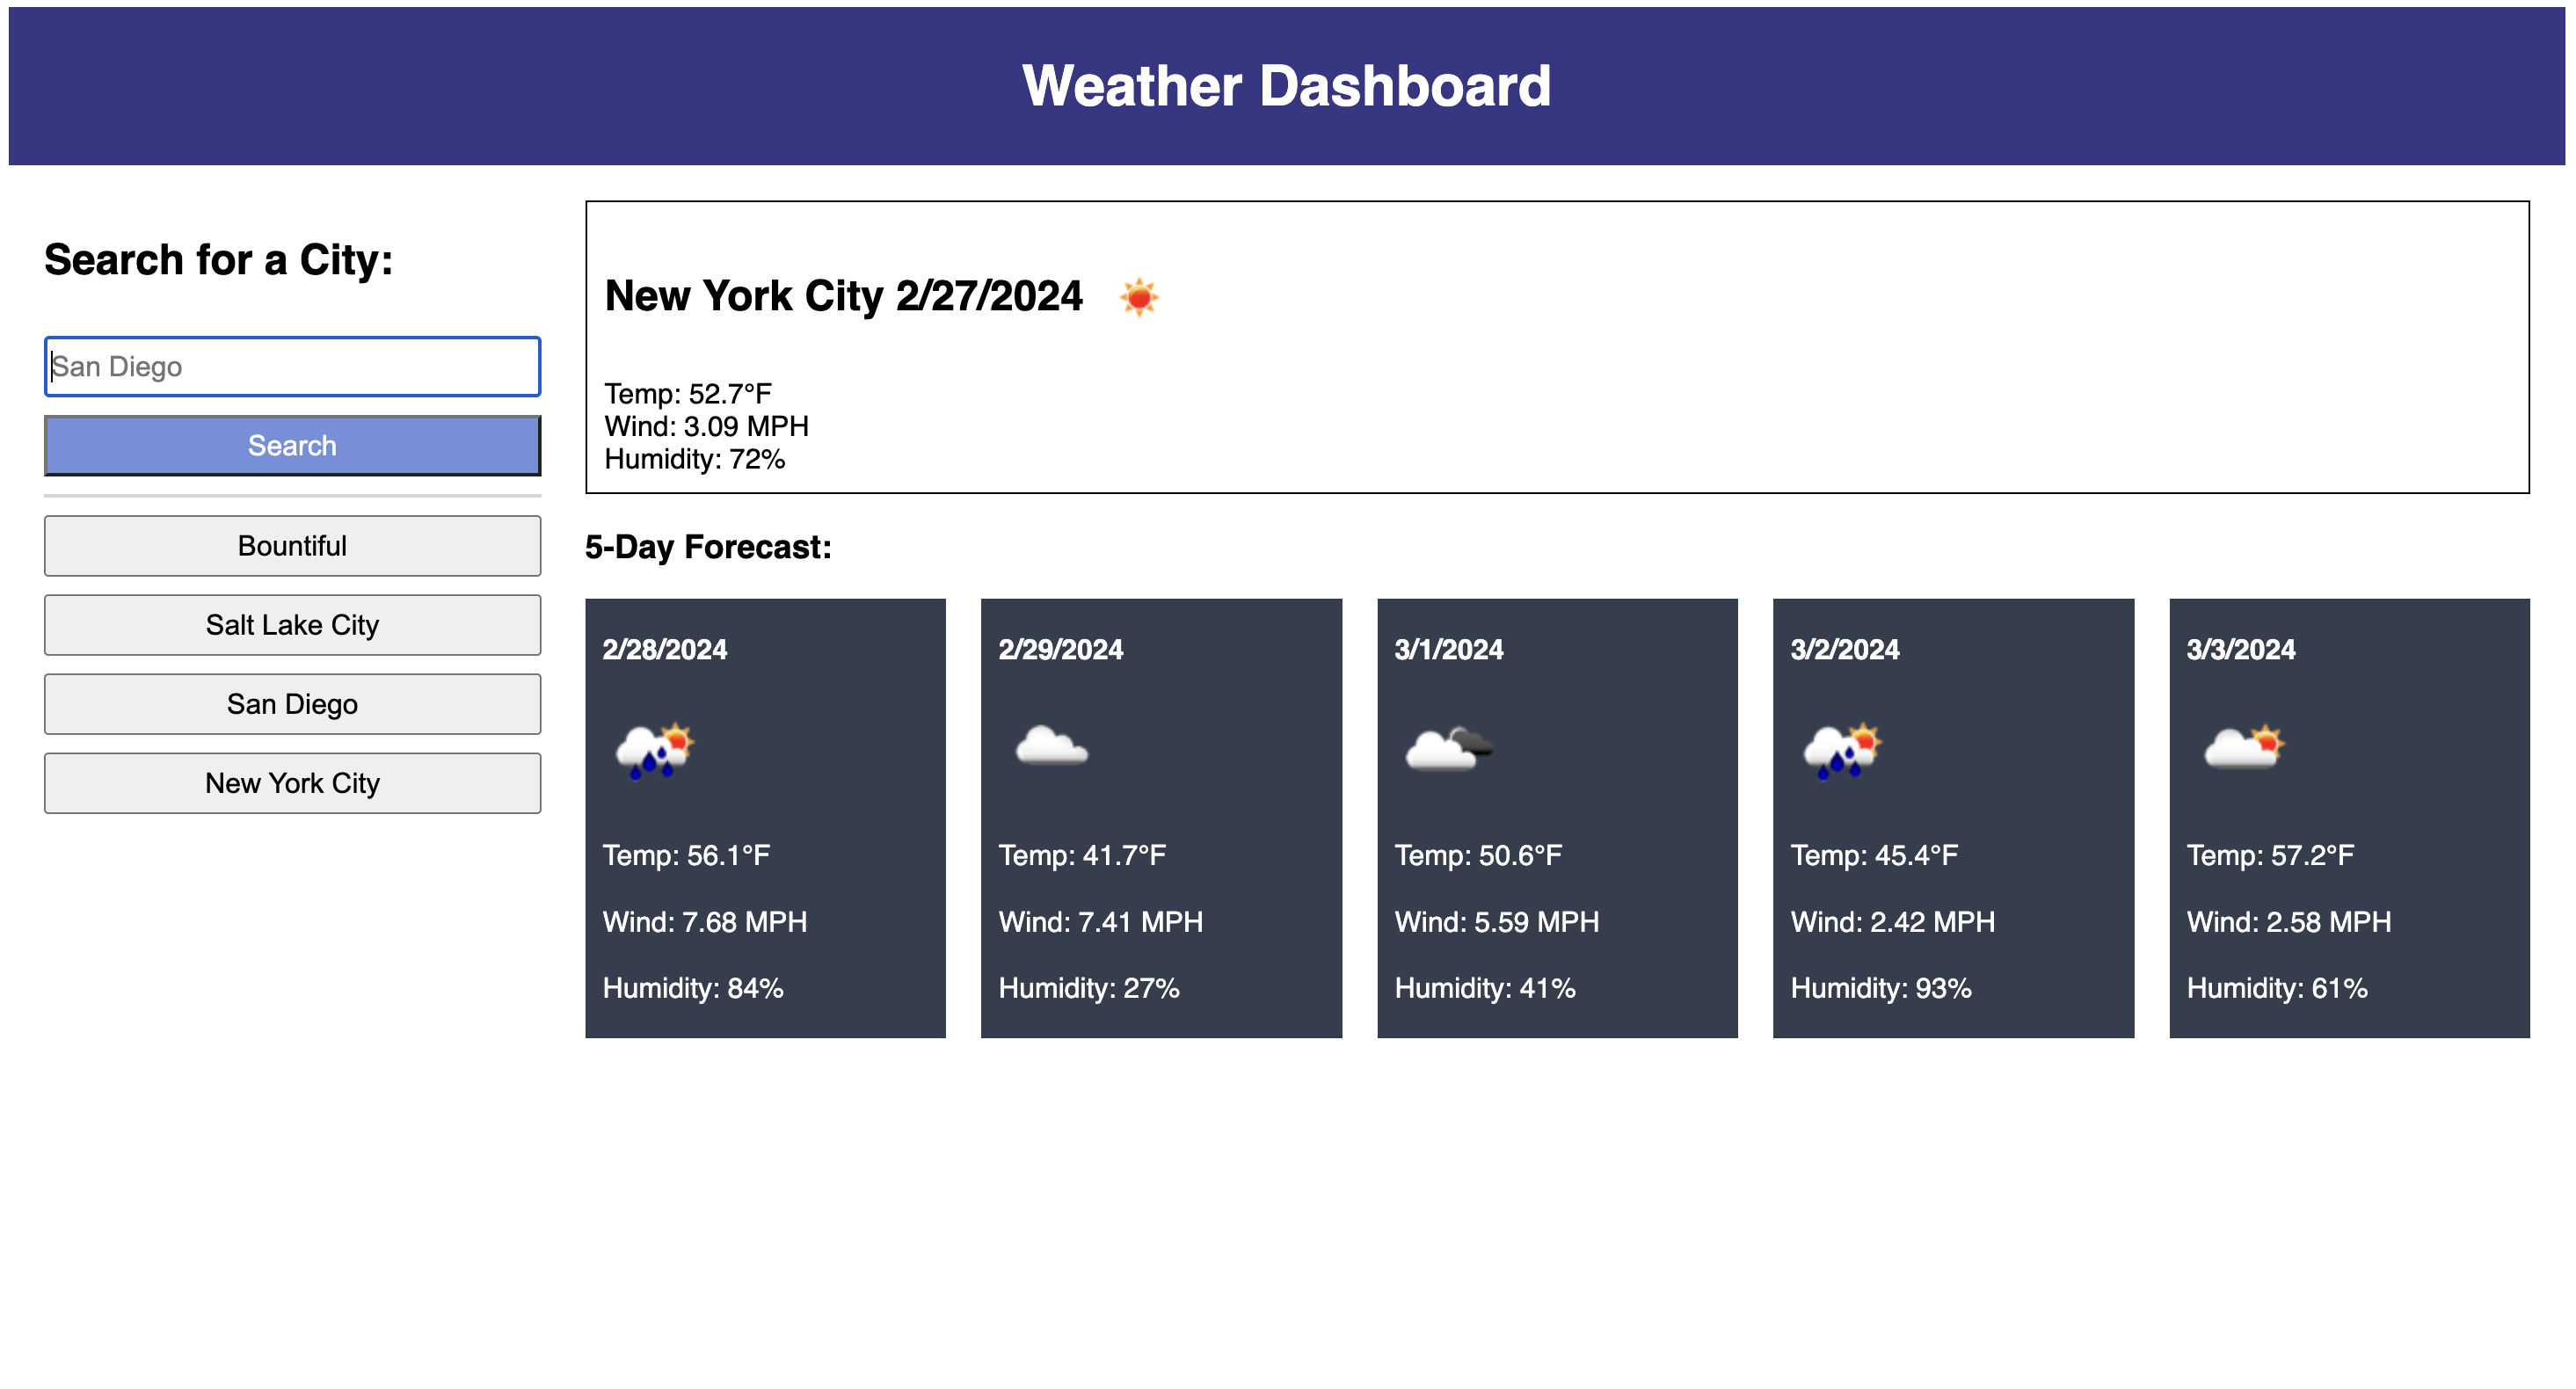 Weather Dashboard
Search for a City:
San Diego
Search
Bountiful
Salt Lake City
San Diego
New York City
New York City 2/27/2024
Temp: 52.7°F
Wind: 3.09 MPH
Humidity: 72%
5-Day Forecast:
2/28/2024
Temp: 56.1°F
Wind: 7.68 MPH
Humidity: 84%
2/29/2024
Temp: 41.7°F
Wind: 7.41 MPH
Humidity: 27%
3/1/2024
Temp: 50.6°F
Wind: 5.59 MPH
Humidity: 41%
3/2/2024
Temp: 45.4°F
Wind: 2.42 MPH
Humidity: 93%
3/3/2024
Temp: 57.2°F
Wind: 2.58 MPH
Humidity: 61%